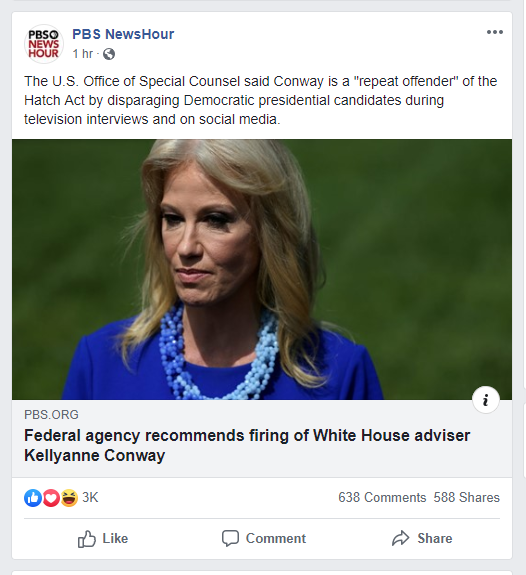 PBS
NEWS
HOUR
PBS NewsHour
1 hr ·
The U.S. Office of Special Counsel said Conway is a "repeat offender" of the
Hatch Act by disparaging Democratic presidential candidates during
television interviews and on social media.
i
PBS.ORG
Federal agency recommends firing of White House adviser
Kellyanne Conway
3K 638 Comments 588 Shares
Like Comment Share